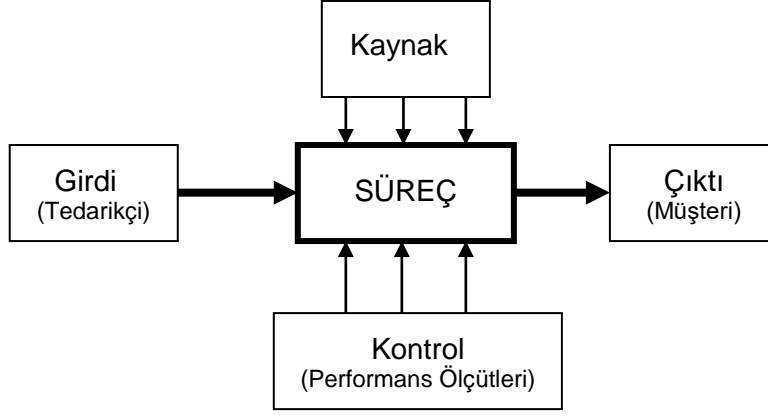 Kaynak
Girdi
(Tedarikçi)
SÜREÇ
Çıktı
(Müşteri)
Kontrol
(Performans Ölçütleri)